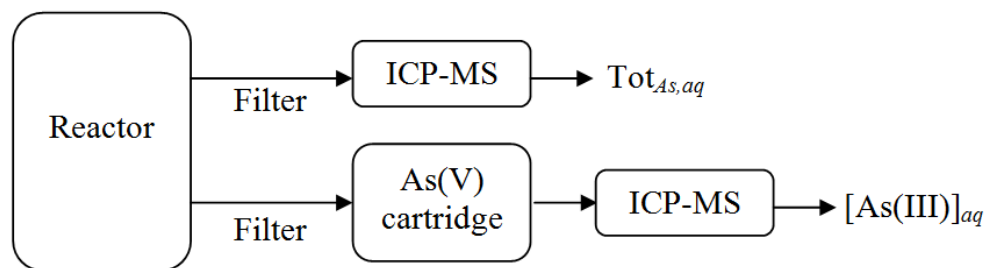 Reactor
Filter
ICP-MS
Tot_As,aq
Filter
As(V)
cartridge
ICP-MS
[As(III)]_aq